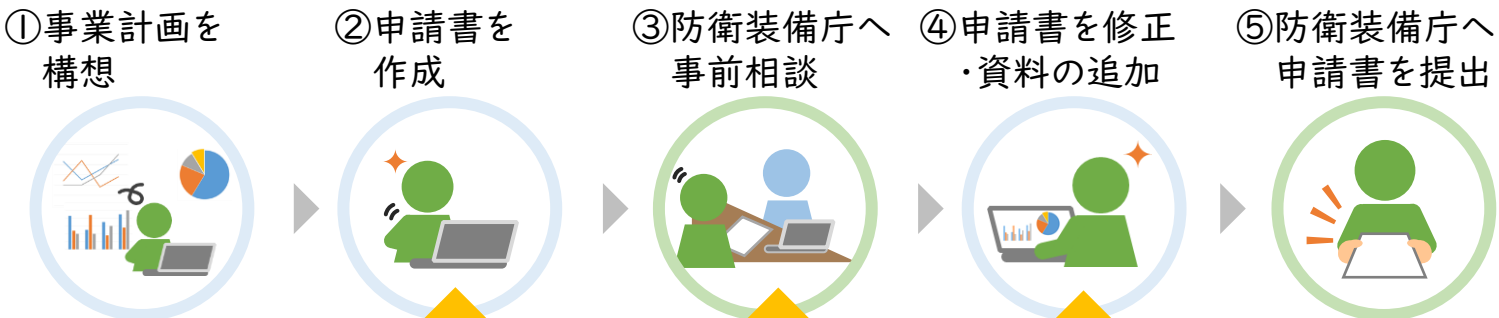 ①事業計画を
構想
②申請書を
作成
③防衛装備庁へ
事前相談
④申請書を修正
・資料の追加
⑤防衛装備庁へ
申請書を提出